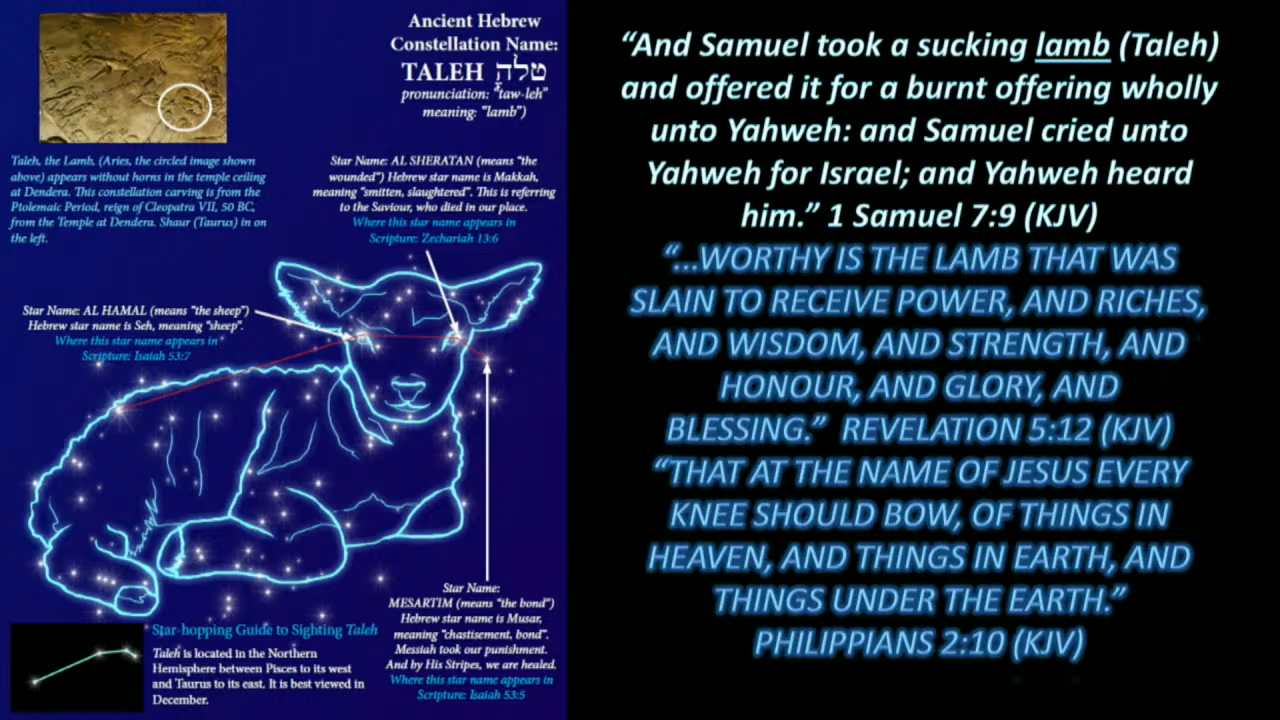 Ancient Hebrew
Constellation Name:
TALEH טלה
pronunciation: "taw-leh"
meaning: "lamb")
Taleh, the Lamb, (Aries, the circled image shown
above) appears without horns in the temple ceiling
at Dendera. This constellation carving is from the
Ptolemaic Period, reign of Cleopatra VII, 50 BC,
from the Temple at Dendera. Shaur (Taurus) in on
the left.
Star Name: AL SHERATAN (means "the
wounded") Hebrew star name is Makkah,
meaning "smitten, slaughtered". This is referring
to the Saviour, who died in our place.
Where this star name appears in
Scripture: Zechariah 13:6
Star Name: AL HAMAL (means "the sheep")
Hebrew star name is Seh, meaning "sheep".
Where this star name appears in
Scripture: Isaiah 53:7
Star Name:
MESARTIM (means "the bond")
Hebrew star name is Musar,
meaning "chastisement, bond".
Messiah took our punishment.
And by His Stripes, we are healed.
Where this star name appears in
Scripture: Isaiah 53:5
Star-hopping Guide to Sighting Taleh
Taleh is located in the Northern
Hemisphere between Pisces to its west
and Taurus to its east. It is best viewed in
December.
“And Samuel took a sucking lamb (Taleh)
and offered it for a burnt offering wholly
unto Yahweh: and Samuel cried unto
Yahweh for Israel; and Yahweh heard
him.” 1 Samuel 7:9 (KJV)
“...WORTHY IS THE LAMB THAT WAS
SLAIN TO RECEIVE POWER, AND RICHES,
AND WISDOM, AND STRENGTH, AND
HONOUR, AND GLORY, AND
BLESSING.” REVELATION 5:12 (KJV)
“THAT AT THE NAME OF JESUS EVERY
KNEE SHOULD BOW, OF THINGS IN
HEAVEN, AND THINGS IN EARTH, AND
THINGS UNDER THE EARTH.”
PHILIPPIANS 2:10 (KJV)